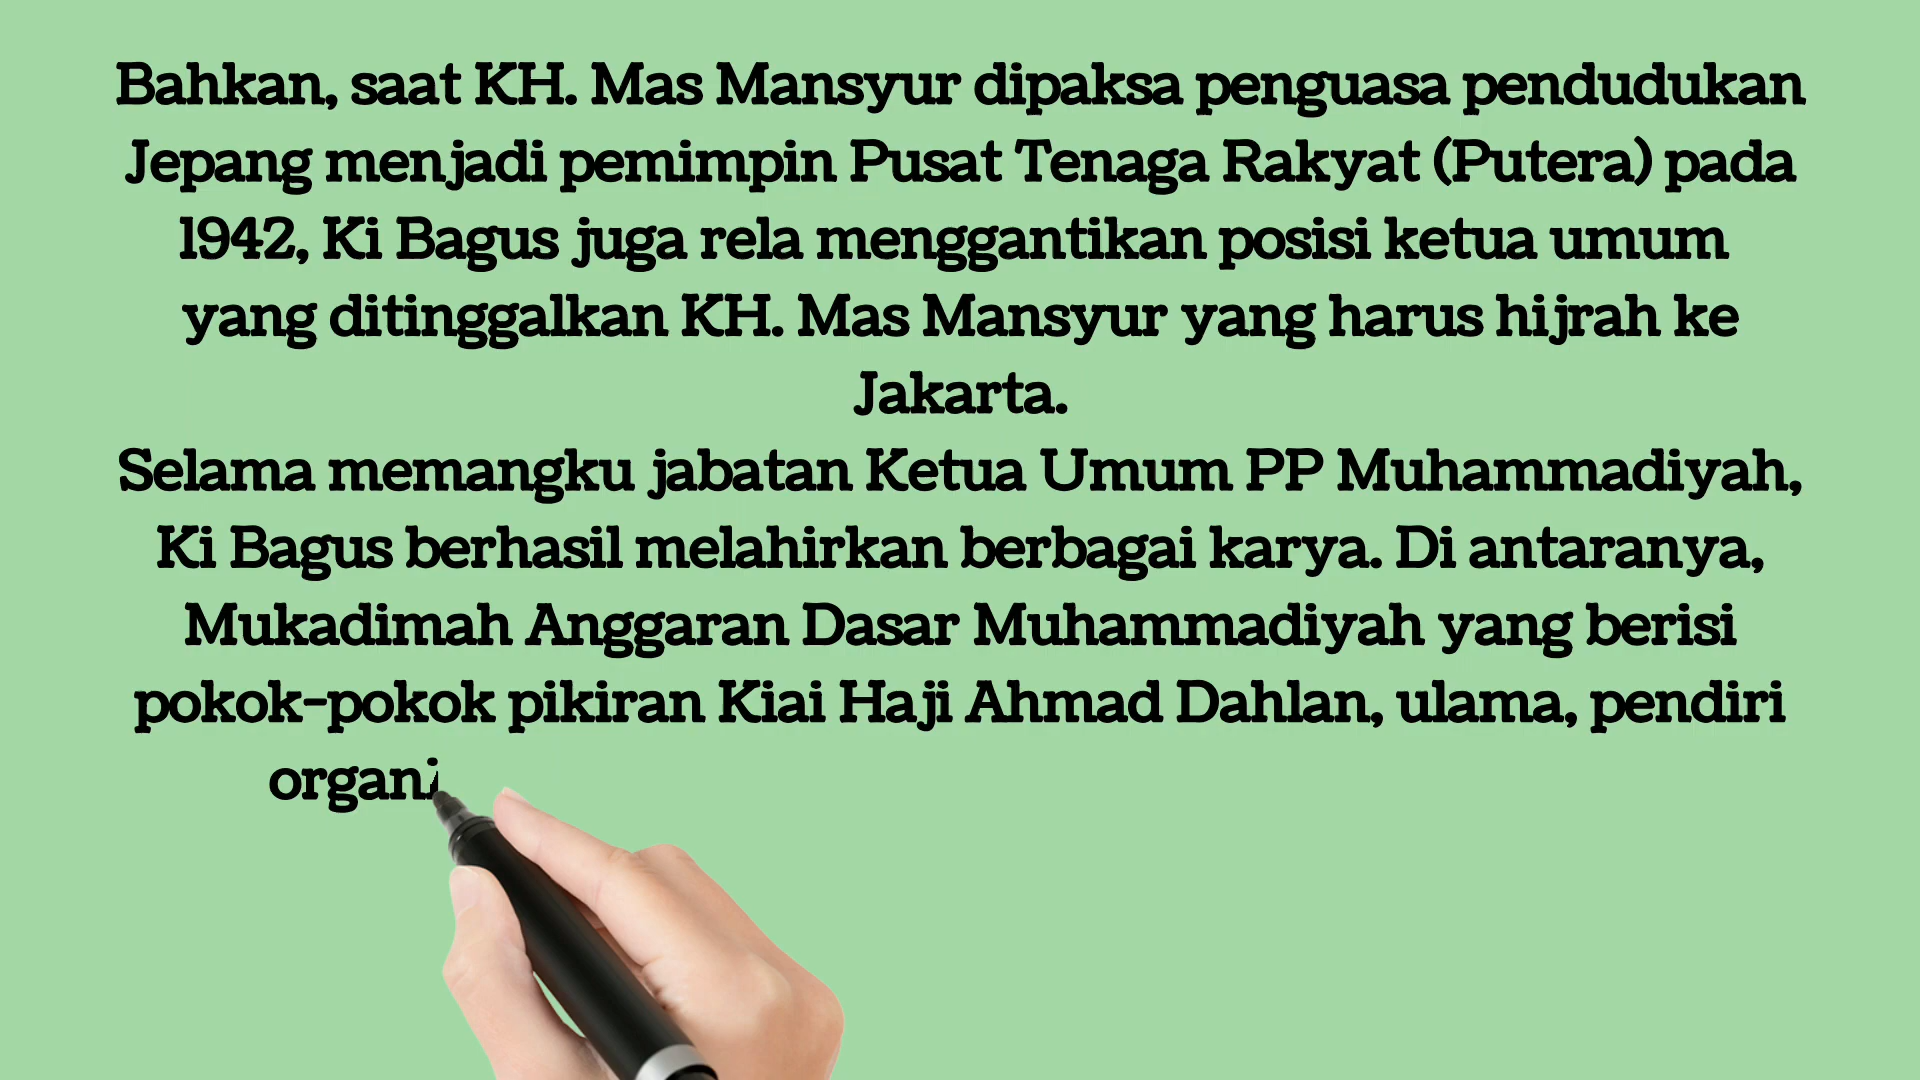 Bahkan, saat KH. Mas Mansyur dipaksa penguasa pendudukan
Jepang menjadi pemimpin Pusat Tenaga Rakyat (Putera) pada
1942, Ki Bagus juga rela menggantikan posisi ketua umum
yang ditinggalkan KH. Mas Mansyur yang harus hijrah ke
Jakarta.
Selama memangku jabatan Ketua Umum PP Muhammadiyah,
Ki Bagus berhasil melahirkan berbagai karya. Di antaranya,
Mukadimah Anggaran Dasar Muhammadiyah yang berisi
pokok-pokok pikiran Kiai Haji Ahmad Dahlan, ulama, pendiri
organi